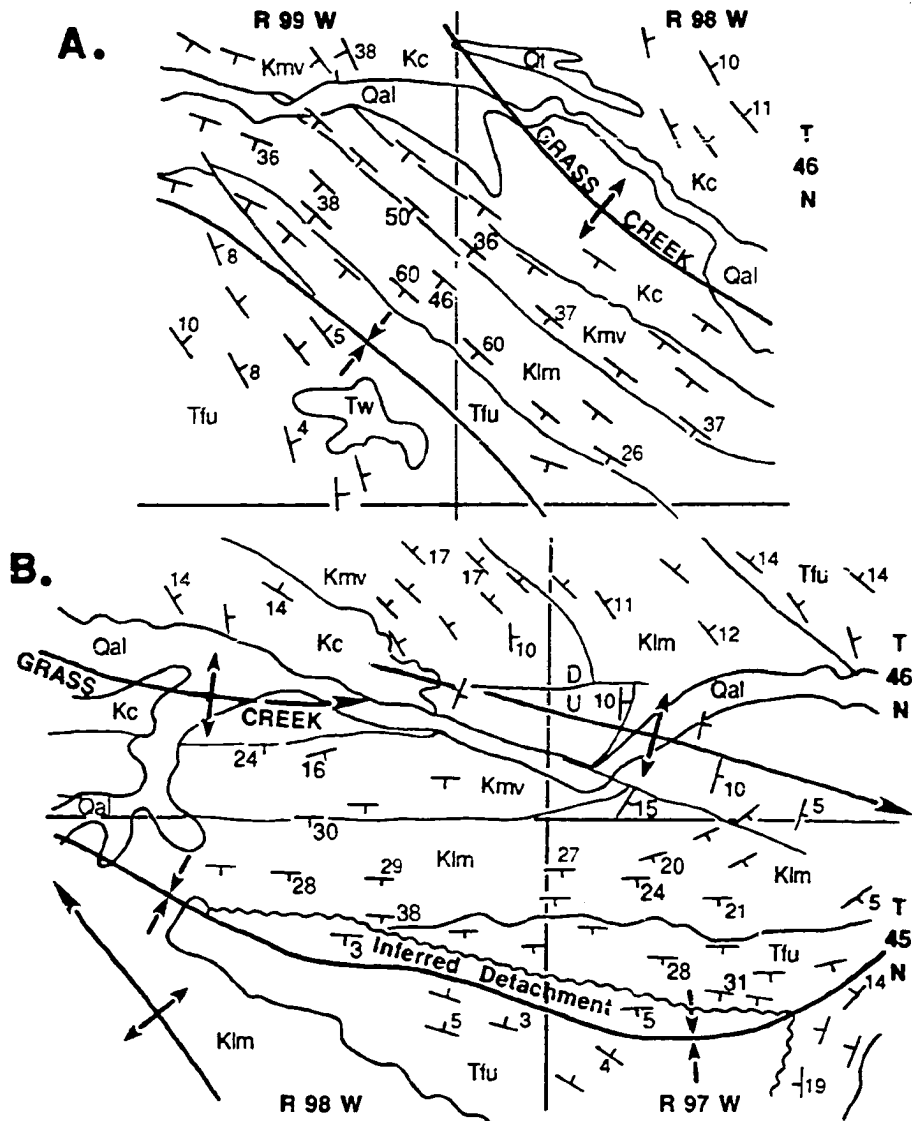 R 99 W
R 98 W
A.
38
Kmv
Kc
Qt
10
Qal
11
T
46
N
36
GRASS CREEK
Kc
38
50
36
8
Qal
60
46
Kc
10
5
37
Kmv
8
60
Klm
Tfu
Tw
Tfu
37
4
26
B.
14
Kmv
17
17
14
Tfu
14
14
11
Qal
Kc
10
Klm
12
T
46
N
GRASS
D
U
10
Qal
Kc
CREEK
24
16
Kmv
10
Qal
15
5
30
Klm
27
20
Klm
28
29
24
21
5
T
45
N
38
Tfu
3
Inferred Detachment
28
31
14
5
3
5
Klm
4
Tfu
19
R 98 W
R 97 W